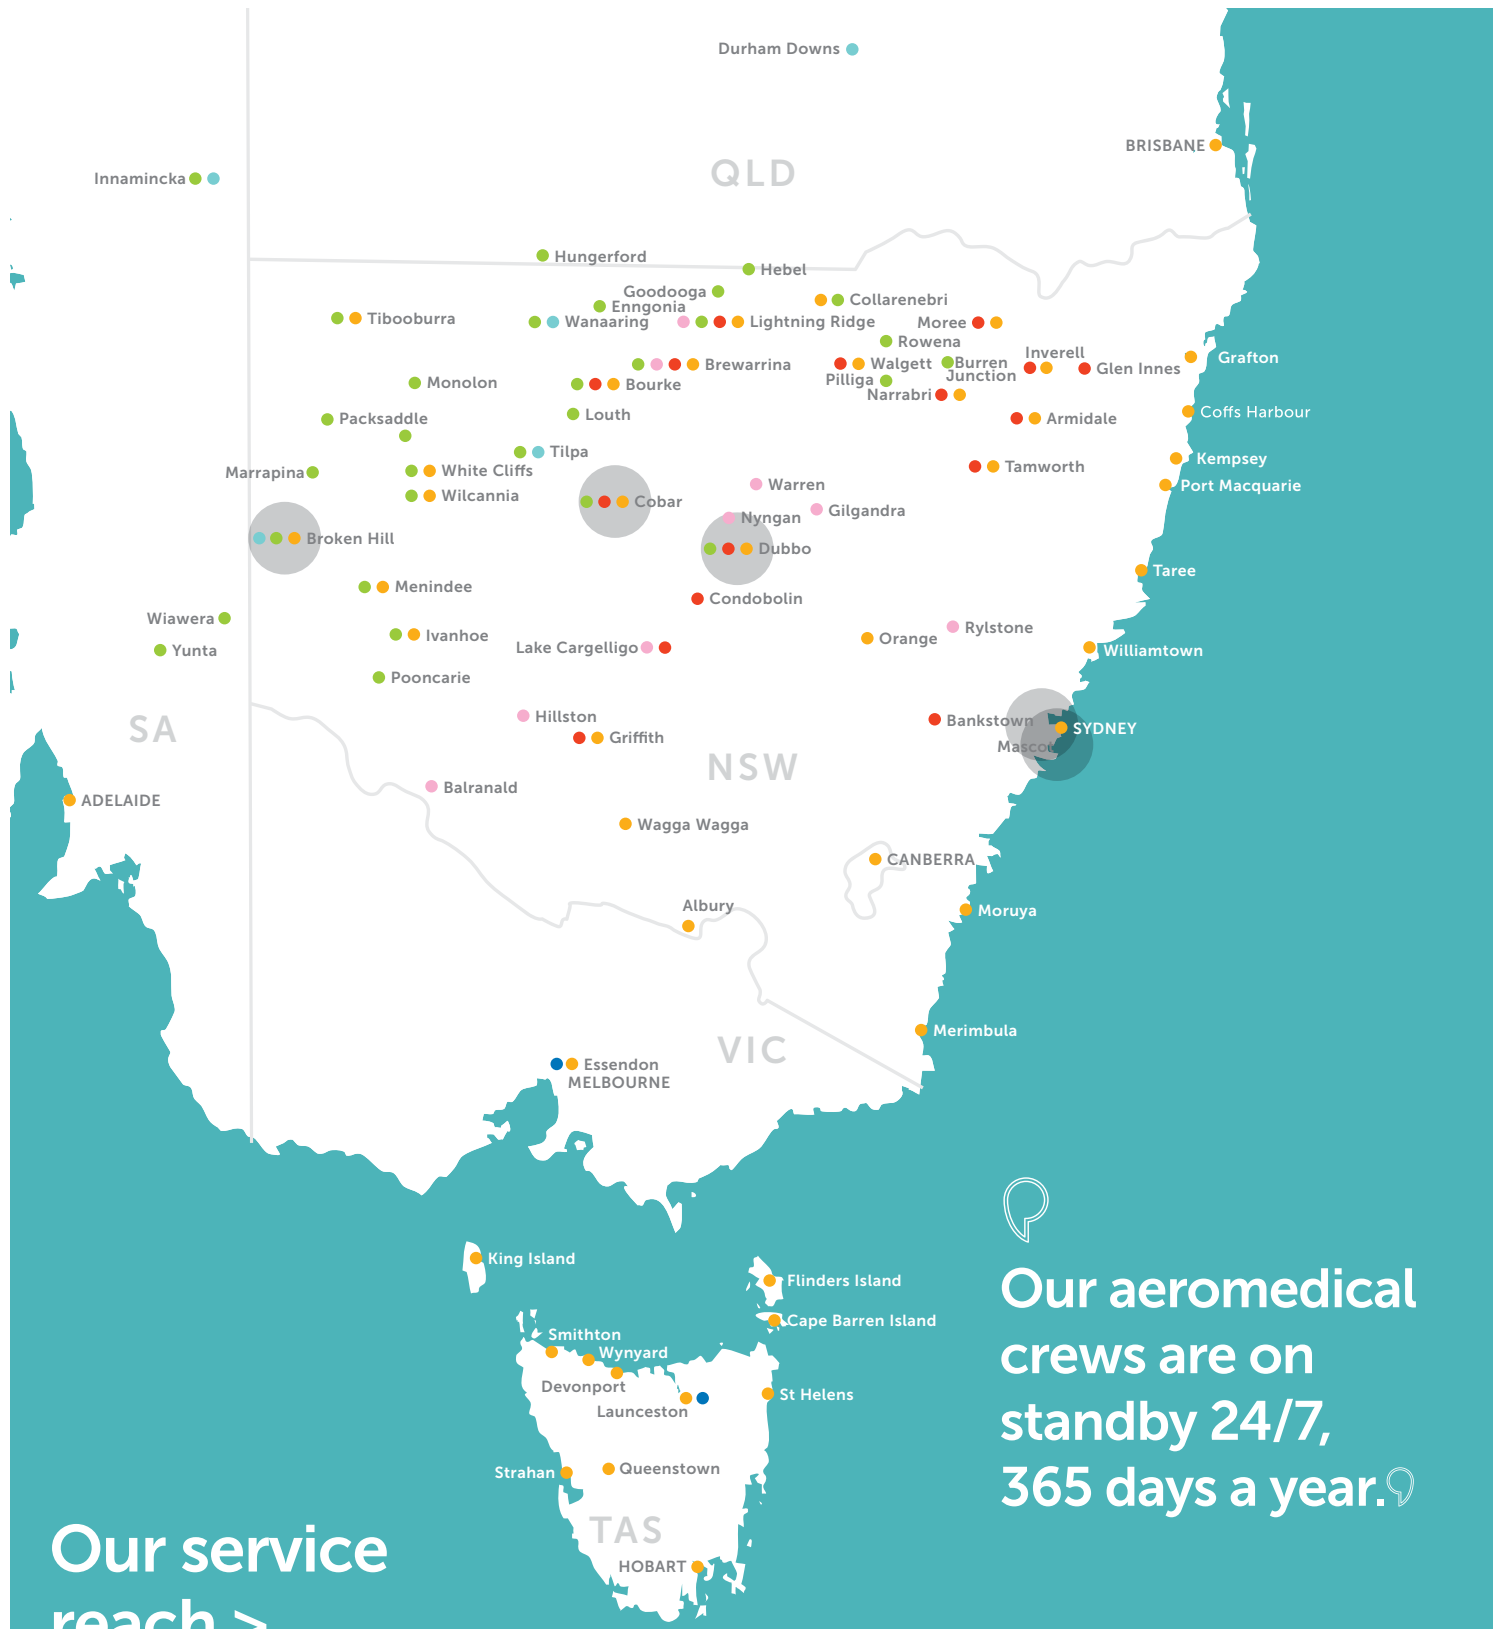 Durham Downs
BRISBANE
QLD
Innamincka
Hungerford
Hebel
Goodooga
Enngonia
Collarenebri
Tibooburra
Wanaaring
Lightning Ridge
Moree
Rowena
Inverell
Grafton
Brewarrina
Walgett
Burren
Junction
Glen Innes
Pilliga
Monolon
Bourke
Narrabri
Packsaddle
Louth
Armidale
Coffs Harbour
Tilpa
Kempsey
Marrapina
White Cliffs
Tamworth
Warren
Port Macquarie
Wilcannia
Cobar
Gilgandra
Nyngan
Broken Hill
Dubbo
Taree
Menindee
Condobolin
Wiawera
Rylstone
Ivanhoe
Orange
Yunta
Lake Cargelligo
Williamtown
Pooncarie
Hillston
Bankstown
SA
SYDNEY
Griffith
Mascot
NSW
Balranald
ADELAIDE
Wagga Wagga
CANBERRA
Albury
Moruya
Merimbula
VIC
Essendon
MELBOURNE
King Island
Flinders Island
Cape Barren Island
Smithton
Wynyard
Devonport
Launceston
St Helens
Strahan
Queenstown
TAS
HOBART
Our aeromedical
crews are on
standby 24/7,
365 days a year.
Our service
reach >